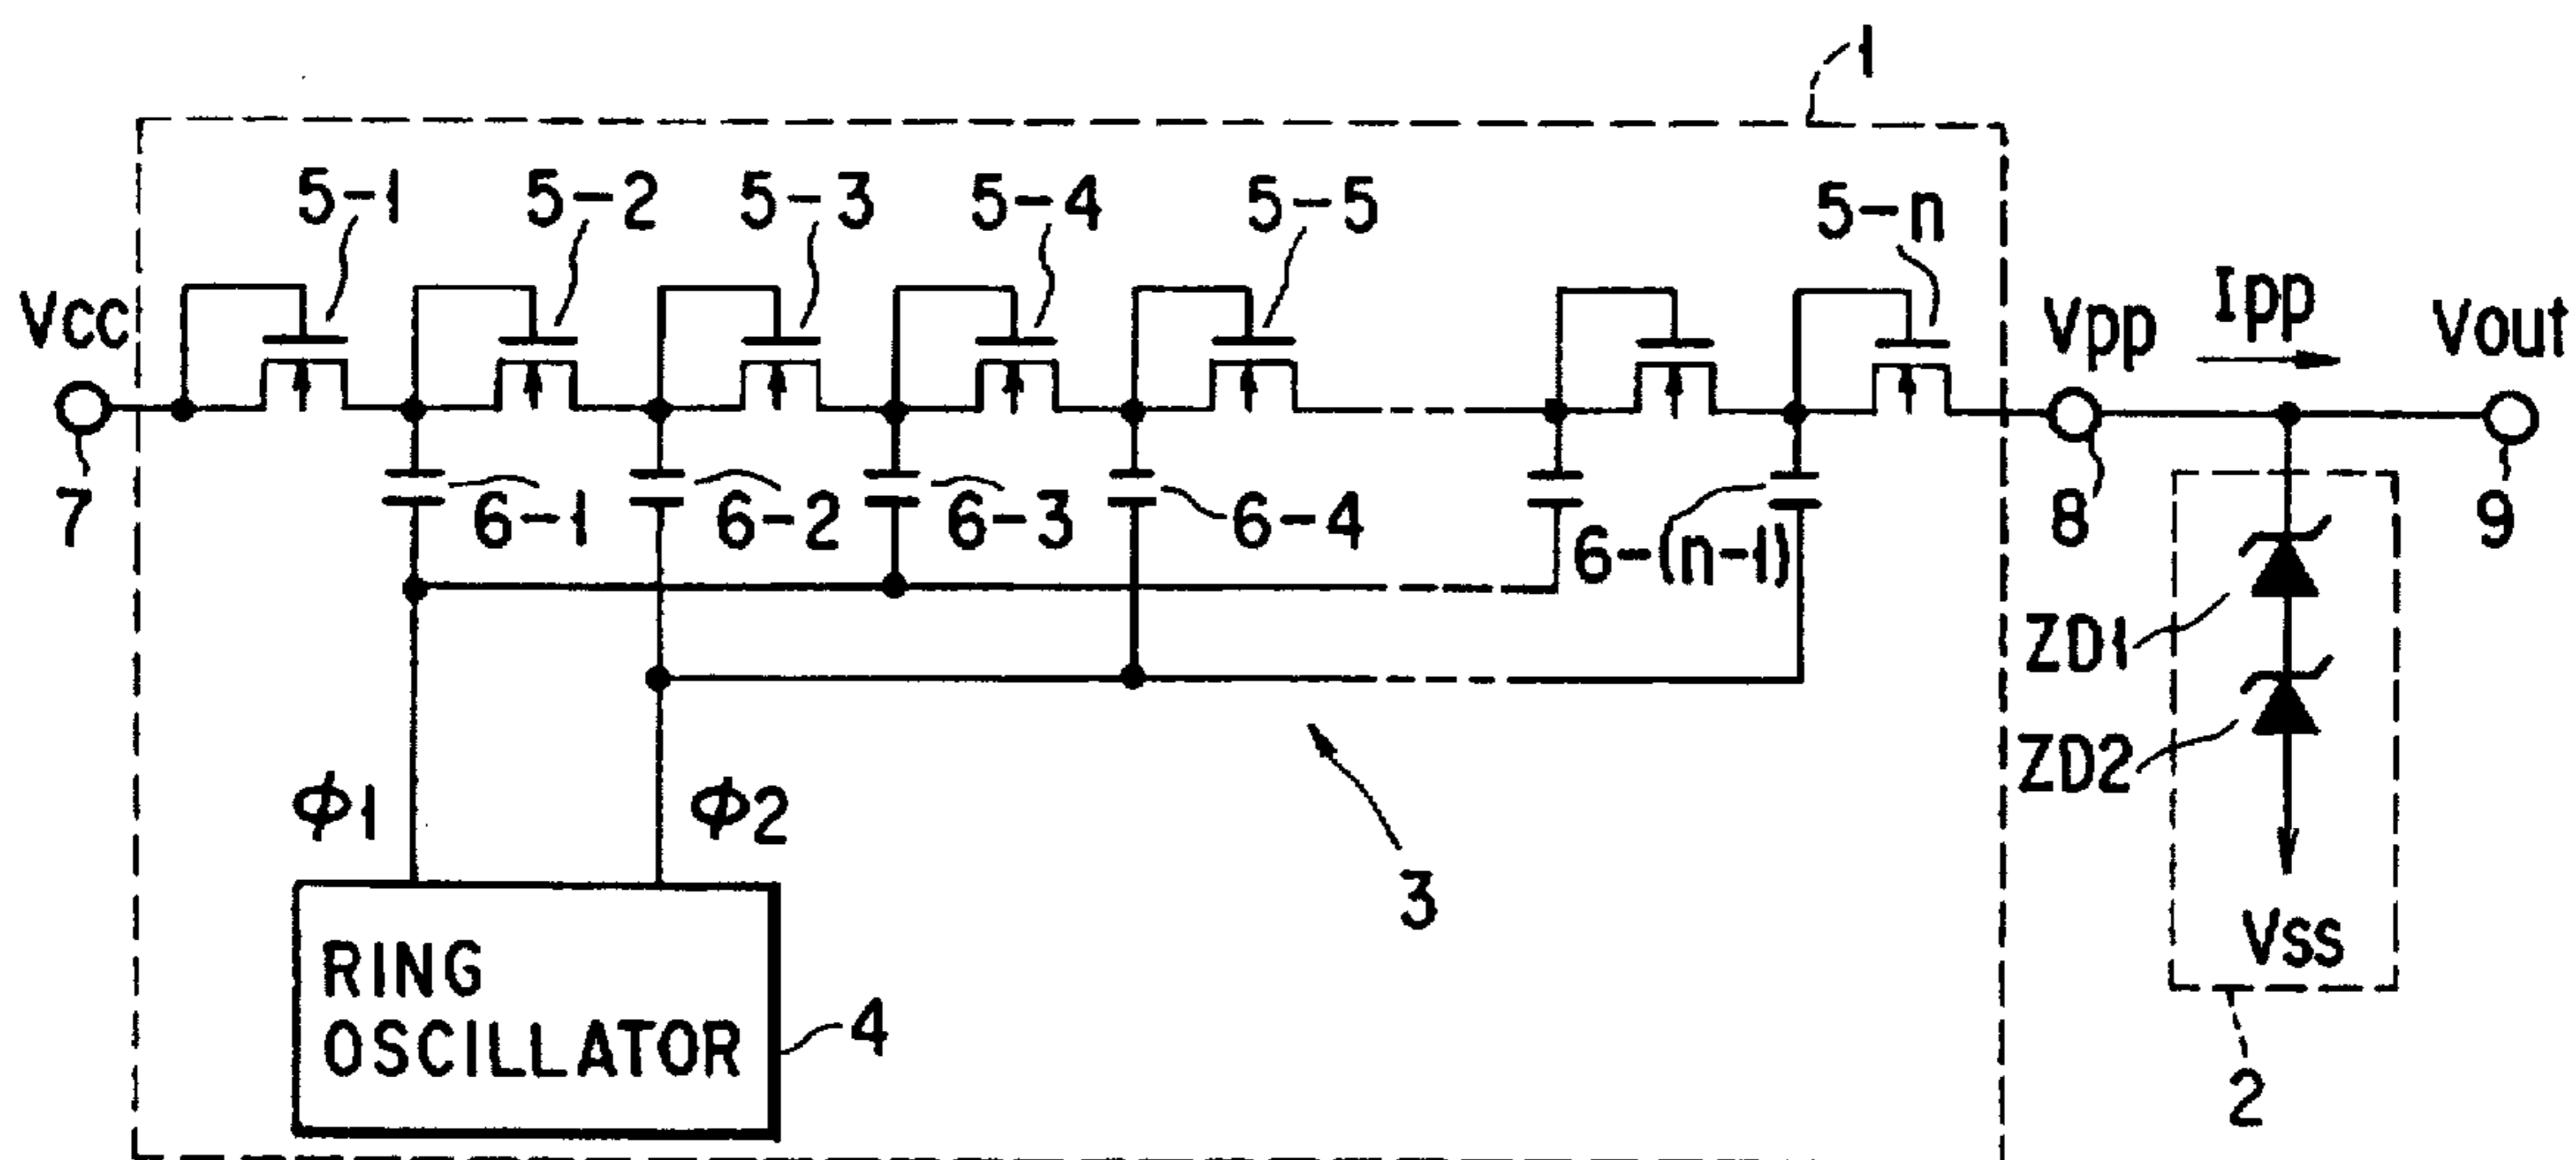 1
5-1
5-2
5-3
5-4
5-5
5-n
Vcc
Vpp
Ipp
Vout
7
6-1
6-2
6-3
6-4
6-(n-1)
8
9
ZD1
ZD2
ϕ1
ϕ2
3
Vss
RING
OSCILLATOR
4
2